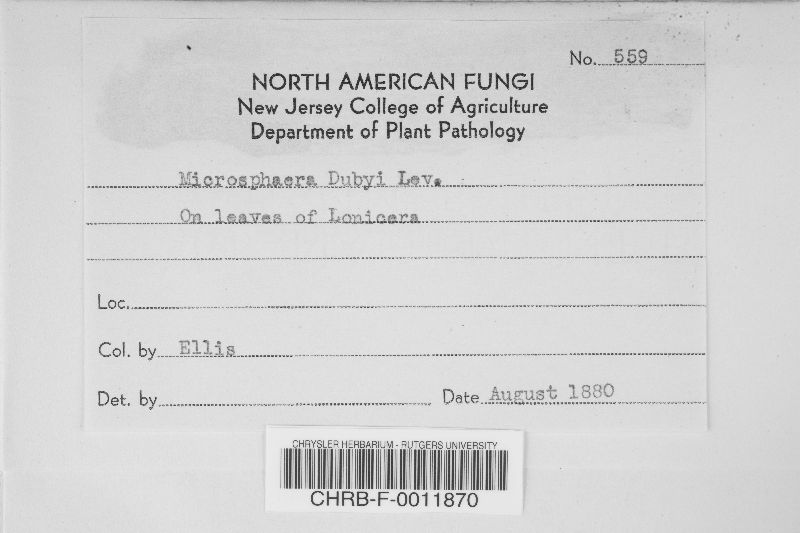 No. 559
NORTH AMERICAN FUNGI
New Jersey College of Agriculture
Department of Plant Pathology
Microsphaera Dubyi Lev.
On leaves of Lonicera
Loc.
Col. by Ellis
Det. by Date August 1880
CHRYSLER HERBARIUM - RUTGERS UNIVERSITY
CHRB-F-0011870